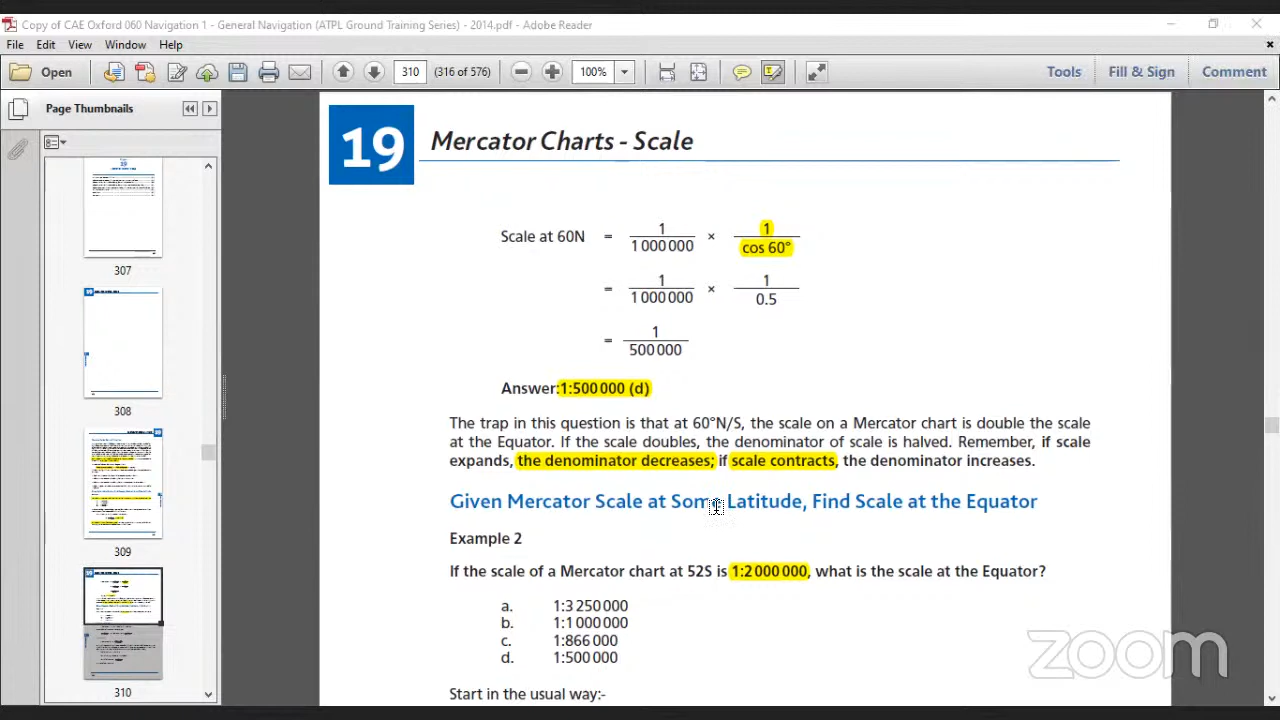 Copy of CAE Oxford 060 Navigation 1 - General Navigation (ATPL Ground Training Series) - 2014.pdf - Adobe Reader
File Edit View Window Help
Open 310 (316 of 576) 100% Tools Fill & Sign Comment
Page Thumbnails
307
308
309
310
19 Mercator Charts - Scale
Scale at 60N = 1/1 000 000 × 1/cos 60°
= 1/1 000 000 × 1/0.5
= 1/500 000
Answer:1:500 000 (d)
The trap in this question is that at 60°N/S, the scale on a Mercator chart is double the scale
at the Equator. If the scale doubles, the denominator of scale is halved. Remember, if scale
expands, the denominator decreases; if scale contracts, the denominator increases.
Given Mercator Scale at Some Latitude, Find Scale at the Equator
Example 2
If the scale of a Mercator chart at 52S is 1:2 000 000, what is the scale at the Equator?
a. 1:3 250 000
b. 1:1 000 000
c. 1:866 000
d. 1:500 000
Start in the usual way:-
zoom